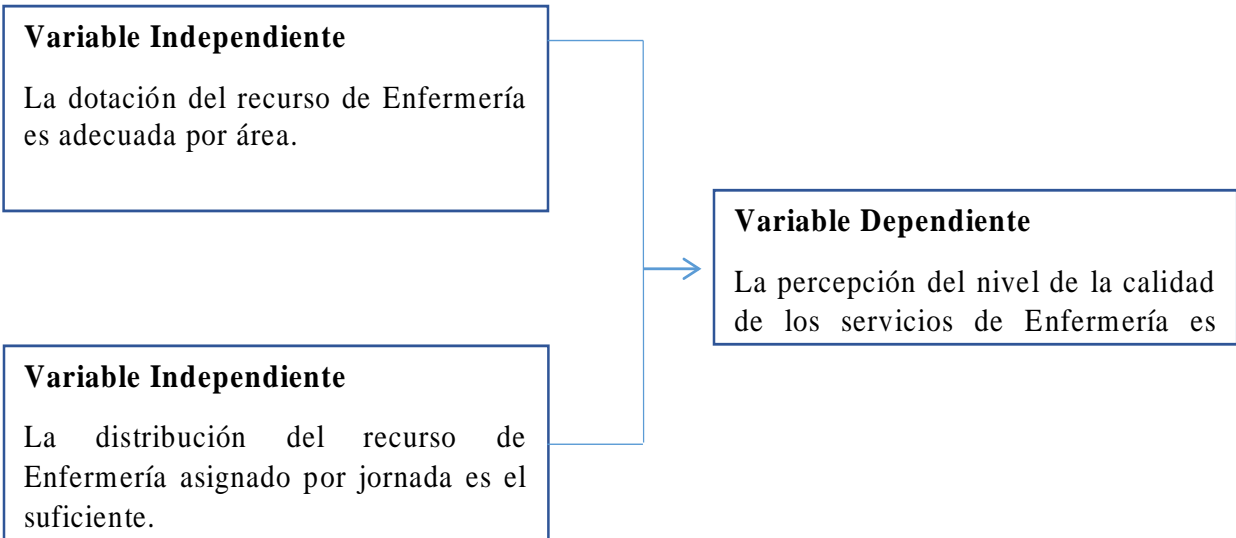 Variable Independiente
La dotación del recurso de Enfermería
es adecuada por área.
Variable Dependiente
La percepción del nivel de la calidad
de los servicios de Enfermería es
Variable Independiente
La distribución del recurso de
Enfermería asignado por jornada es el
suficiente.